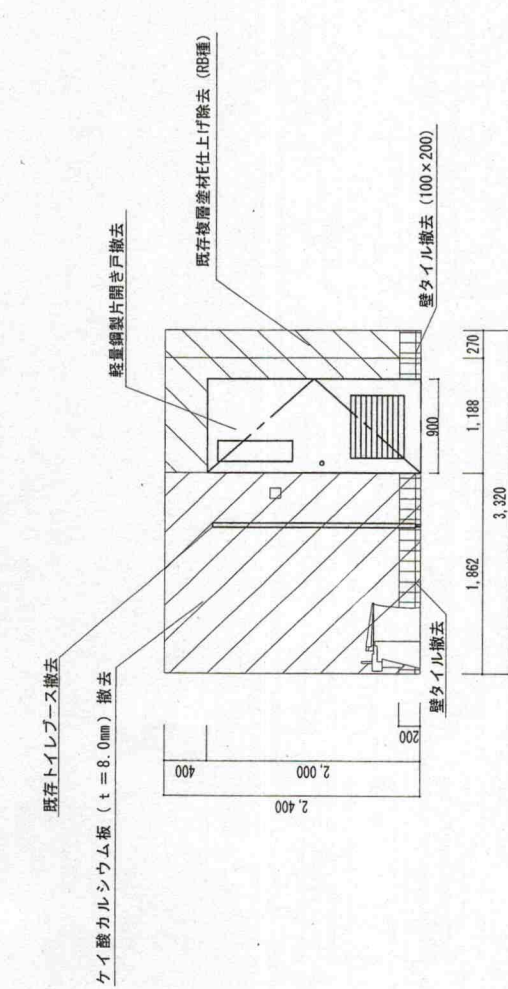 既存トイレブース撤去
ケイ酸カルシウム板 (t=8.0mm) 撤去
軽量鋼製片開き戸撤去
既存複層塗材E仕上げ除去 (RB種)
壁タイル撤去 (100×200)
壁タイル撤去
400
2,000
2,400
200
900
1,862
1,188
270
3,320